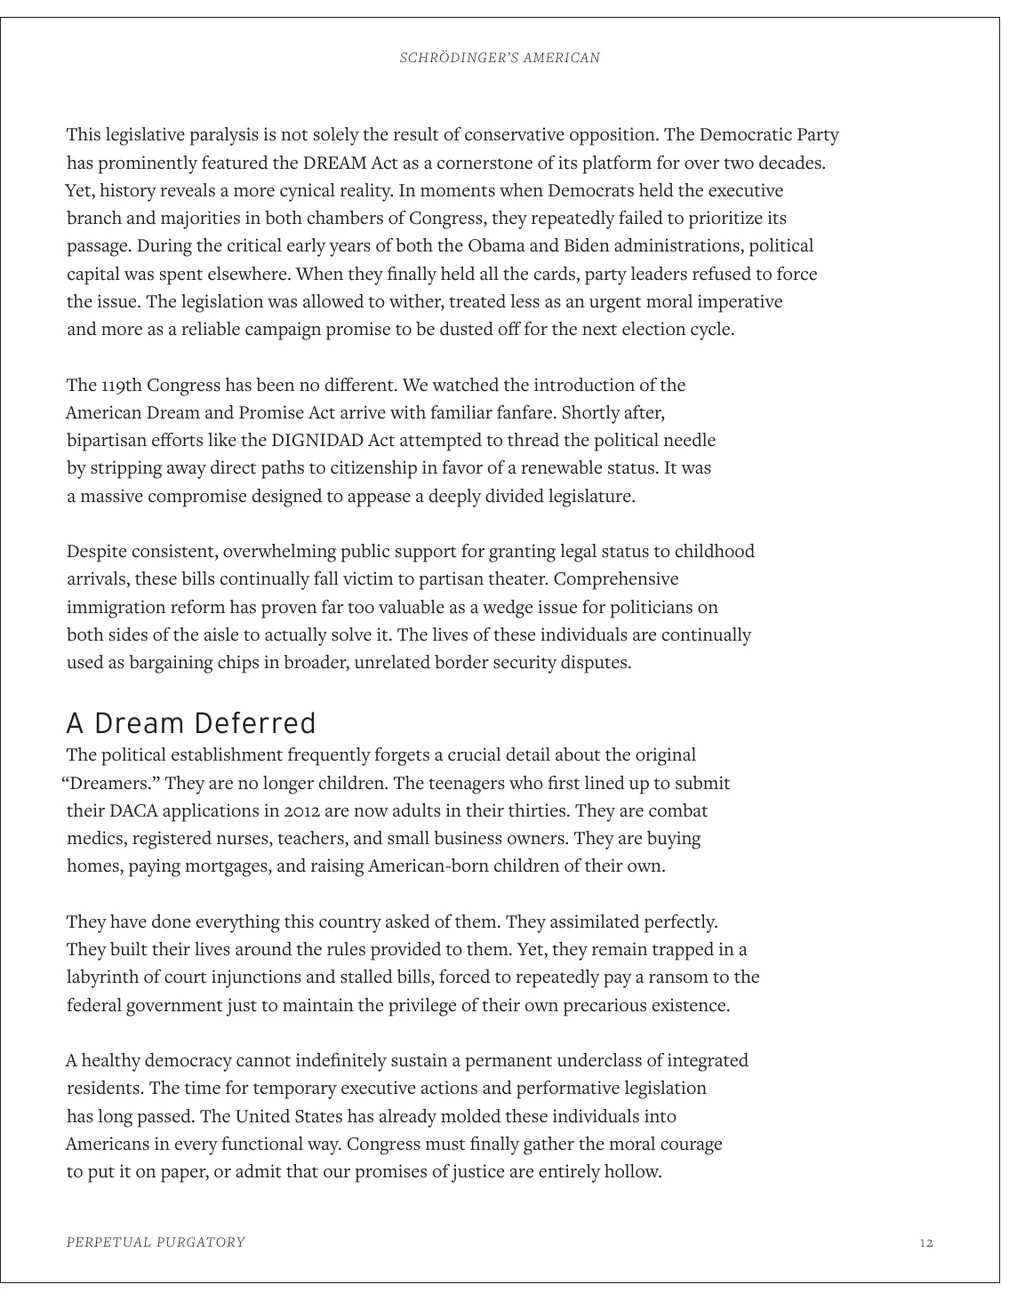 SCHRÖDINGER’S AMERICAN
This legislative paralysis is not solely the result of conservative opposition. The Democratic Party
has prominently featured the DREAM Act as a cornerstone of its platform for over two decades.
Yet, history reveals a more cynical reality. In moments when Democrats held the executive
branch and majorities in both chambers of Congress, they repeatedly failed to prioritize its
passage. During the critical early years of both the Obama and Biden administrations, political
capital was spent elsewhere. When they finally held all the cards, party leaders refused to force
the issue. The legislation was allowed to wither, treated less as an urgent moral imperative
and more as a reliable campaign promise to be dusted off for the next election cycle.
The 119th Congress has been no different. We watched the introduction of the
American Dream and Promise Act arrive with familiar fanfare. Shortly after,
bipartisan efforts like the DIGNIDAD Act attempted to thread the political needle
by stripping away direct paths to citizenship in favor of a renewable status. It was
a massive compromise designed to appease a deeply divided legislature.
Despite consistent, overwhelming public support for granting legal status to childhood
arrivals, these bills continually fall victim to partisan theater. Comprehensive
immigration reform has proven far too valuable as a wedge issue for politicians on
both sides of the aisle to actually solve it. The lives of these individuals are continually
used as bargaining chips in broader, unrelated border security disputes.
A Dream Deferred
The political establishment frequently forgets a crucial detail about the original
“Dreamers.” They are no longer children. The teenagers who first lined up to submit
their DACA applications in 2012 are now adults in their thirties. They are combat
medics, registered nurses, teachers, and small business owners. They are buying
homes, paying mortgages, and raising American-born children of their own.
They have done everything this country asked of them. They assimilated perfectly.
They built their lives around the rules provided to them. Yet, they remain trapped in a
labyrinth of court injunctions and stalled bills, forced to repeatedly pay a ransom to the
federal government just to maintain the privilege of their own precarious existence.
A healthy democracy cannot indefinitely sustain a permanent underclass of integrated
residents. The time for temporary executive actions and performative legislation
has long passed. The United States has already molded these individuals into
Americans in every functional way. Congress must finally gather the moral courage
to put it on paper, or admit that our promises of justice are entirely hollow.
PERPETUAL PURGATORY
12